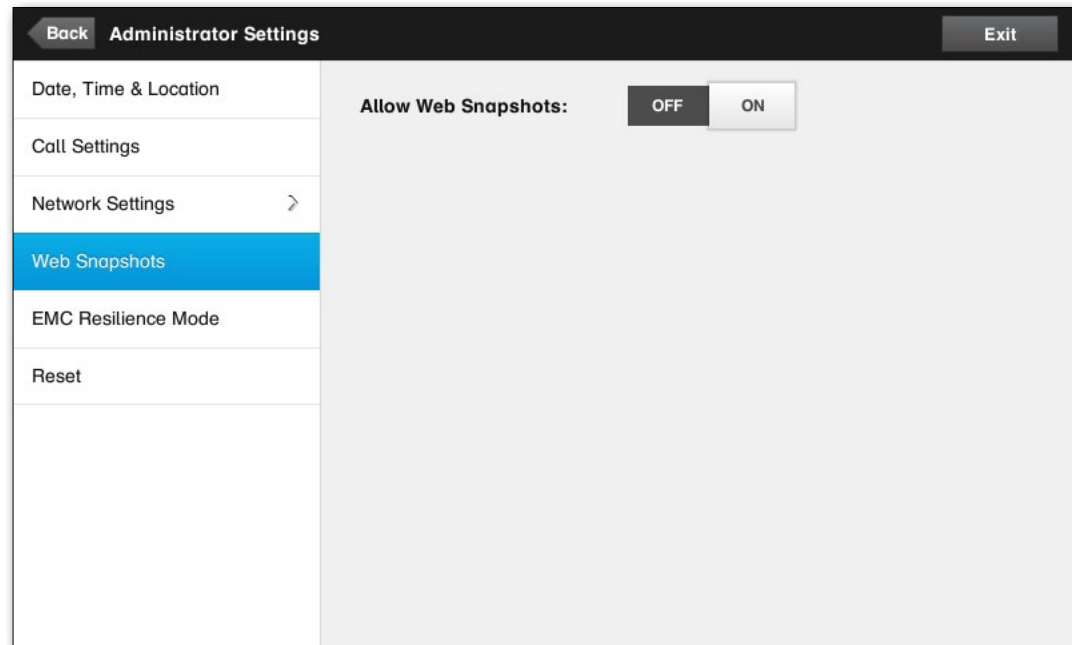 Back Administrator Settings Exit
Date, Time & Location
Allow Web Snapshots: OFF ON
Call Settings
Network Settings
Web Snapshots
EMC Resilience Mode
Reset